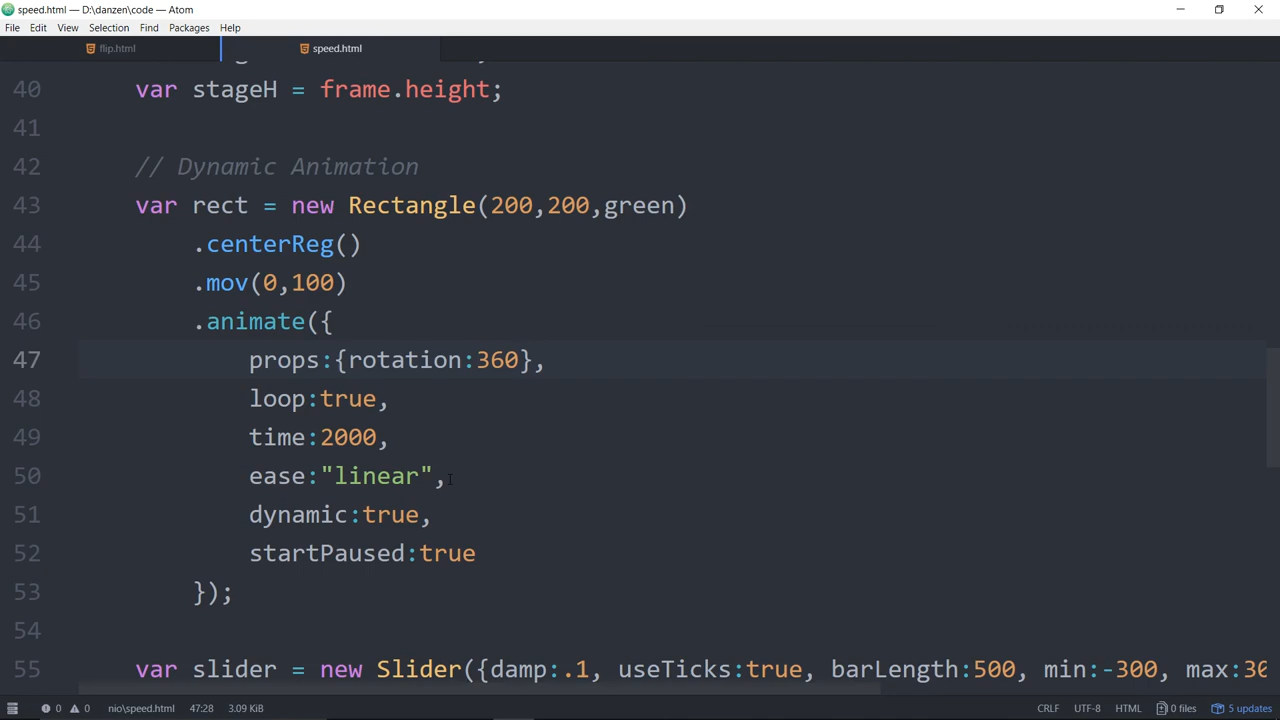 speed.html — D:\danzen\code — Atom
File Edit View Selection Find Packages Help
flip.html speed.html
40 var stageH = frame.height;
41
42 // Dynamic Animation
43 var rect = new Rectangle(200,200,green)
44 .centerReg()
45 .mov(0,100)
46 .animate({
47 props:{rotation:360},
48 loop:true,
49 time:2000,
50 ease:"linear",
51 dynamic:true,
52 startPaused:true
53 });
54
55 var slider = new Slider({damp:.1, useTicks:true, barLength:500, min:-300, max:30
0 0 nio\speed.html 47:28 3.09 KiB CRLF UTF-8 HTML 0 files 5 updates